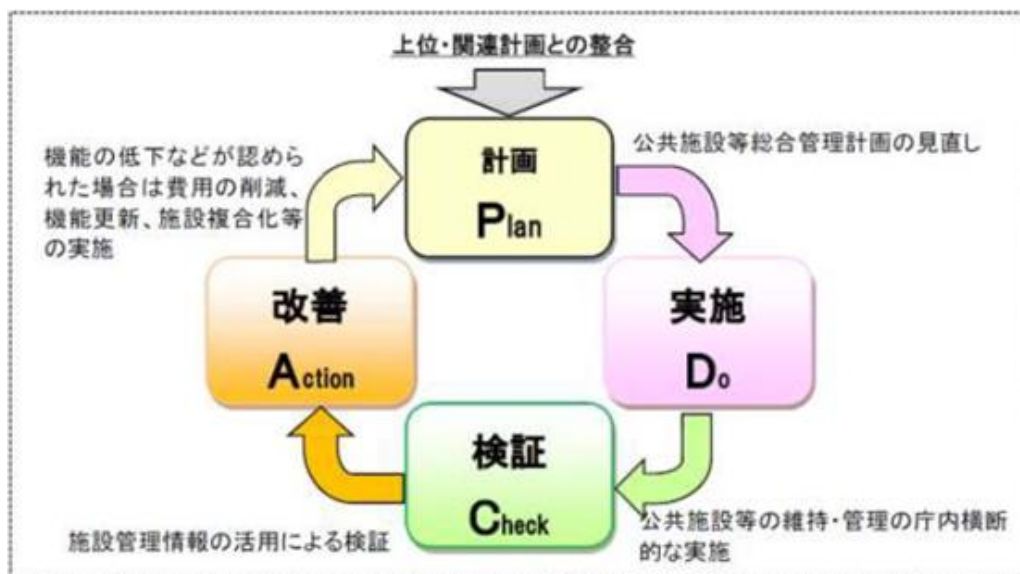 上位・関連計画との整合
計画
Plan
公共施設等総合管理計画の見直し
実施
Do
公共施設等の維持・管理の庁内横断
的な実施
検証
Check
施設管理情報の活用による検証
改善
Action
機能の低下などが認めら
れた場合は費用の削減、
機能更新、施設複合化等
の実施